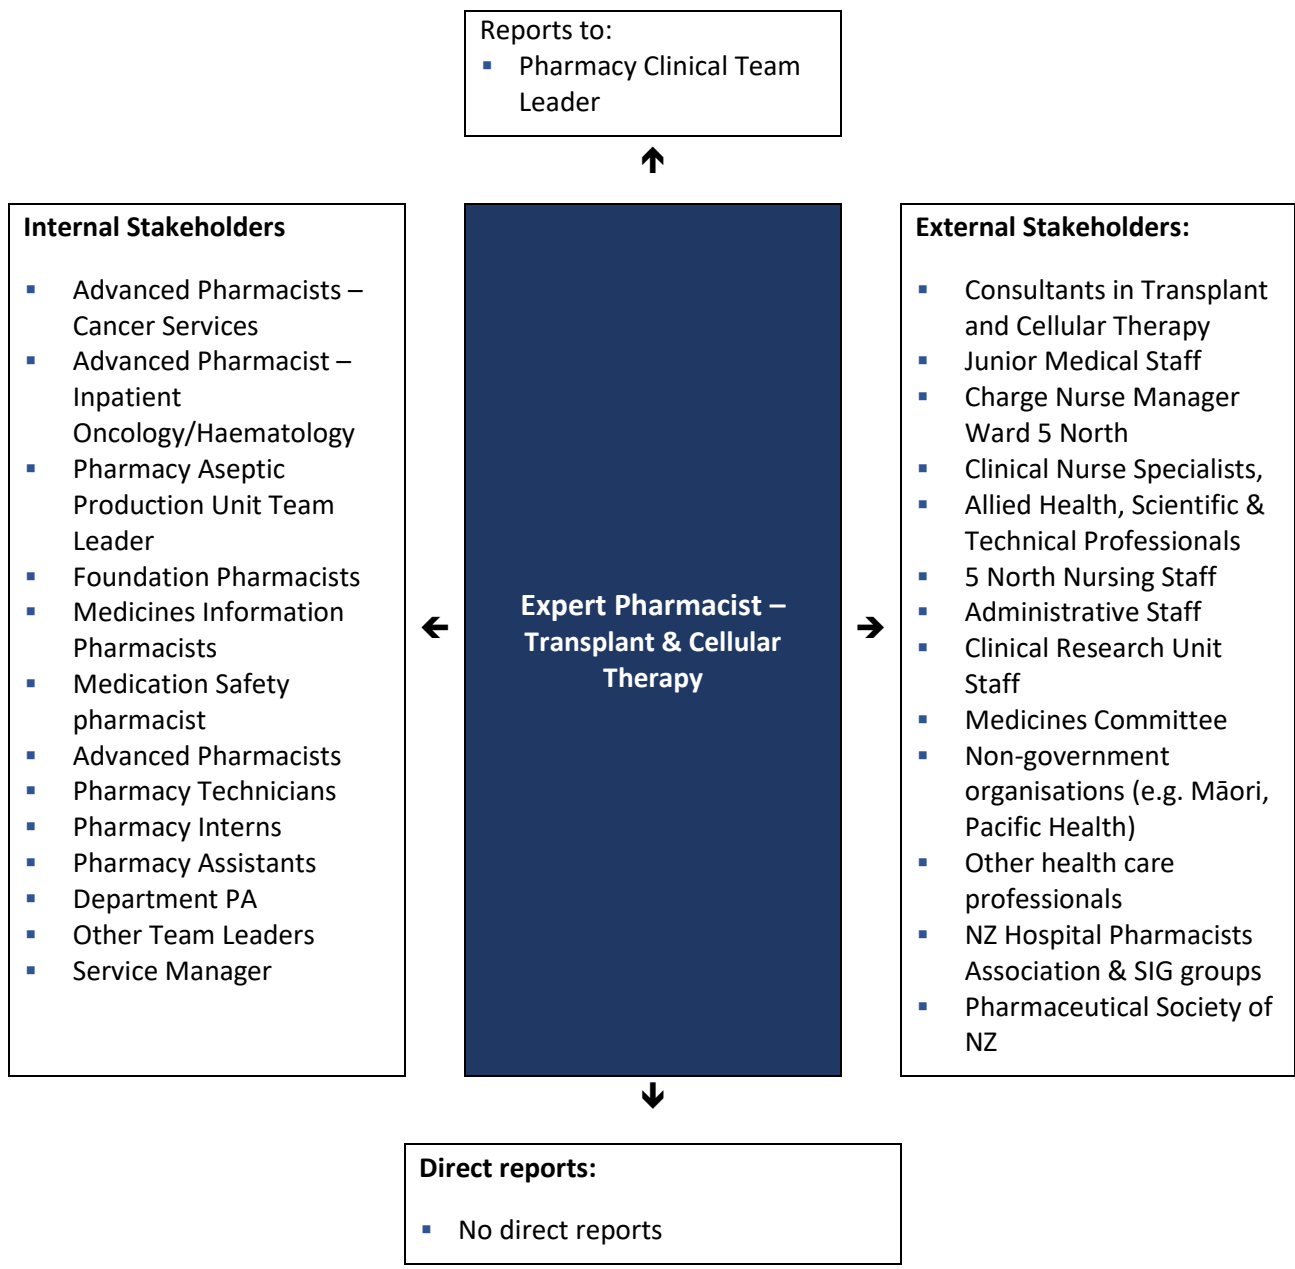 Reports to:
▪ Pharmacy Clinical Team
Leader
Internal Stakeholders
▪ Advanced Pharmacists –
Cancer Services
▪ Advanced Pharmacist –
Inpatient
Oncology/Haematology
▪ Pharmacy Aseptic
Production Unit Team
Leader
▪ Foundation Pharmacists
▪ Medicines Information
Pharmacists
▪ Medication Safety
pharmacist
▪ Advanced Pharmacists
▪ Pharmacy Technicians
▪ Pharmacy Interns
▪ Pharmacy Assistants
▪ Department PA
▪ Other Team Leaders
▪ Service Manager
Expert Pharmacist –
Transplant & Cellular
Therapy
External Stakeholders:
▪ Consultants in Transplant
and Cellular Therapy
▪ Junior Medical Staff
▪ Charge Nurse Manager
Ward 5 North
▪ Clinical Nurse Specialists,
▪ Allied Health, Scientific &
Technical Professionals
▪ 5 North Nursing Staff
▪ Administrative Staff
▪ Clinical Research Unit
Staff
▪ Medicines Committee
▪ Non-government
organisations (e.g. Māori,
Pacific Health)
▪ Other health care
professionals
▪ NZ Hospital Pharmacists
Association & SIG groups
▪ Pharmaceutical Society of
NZ
Direct reports:
▪ No direct reports